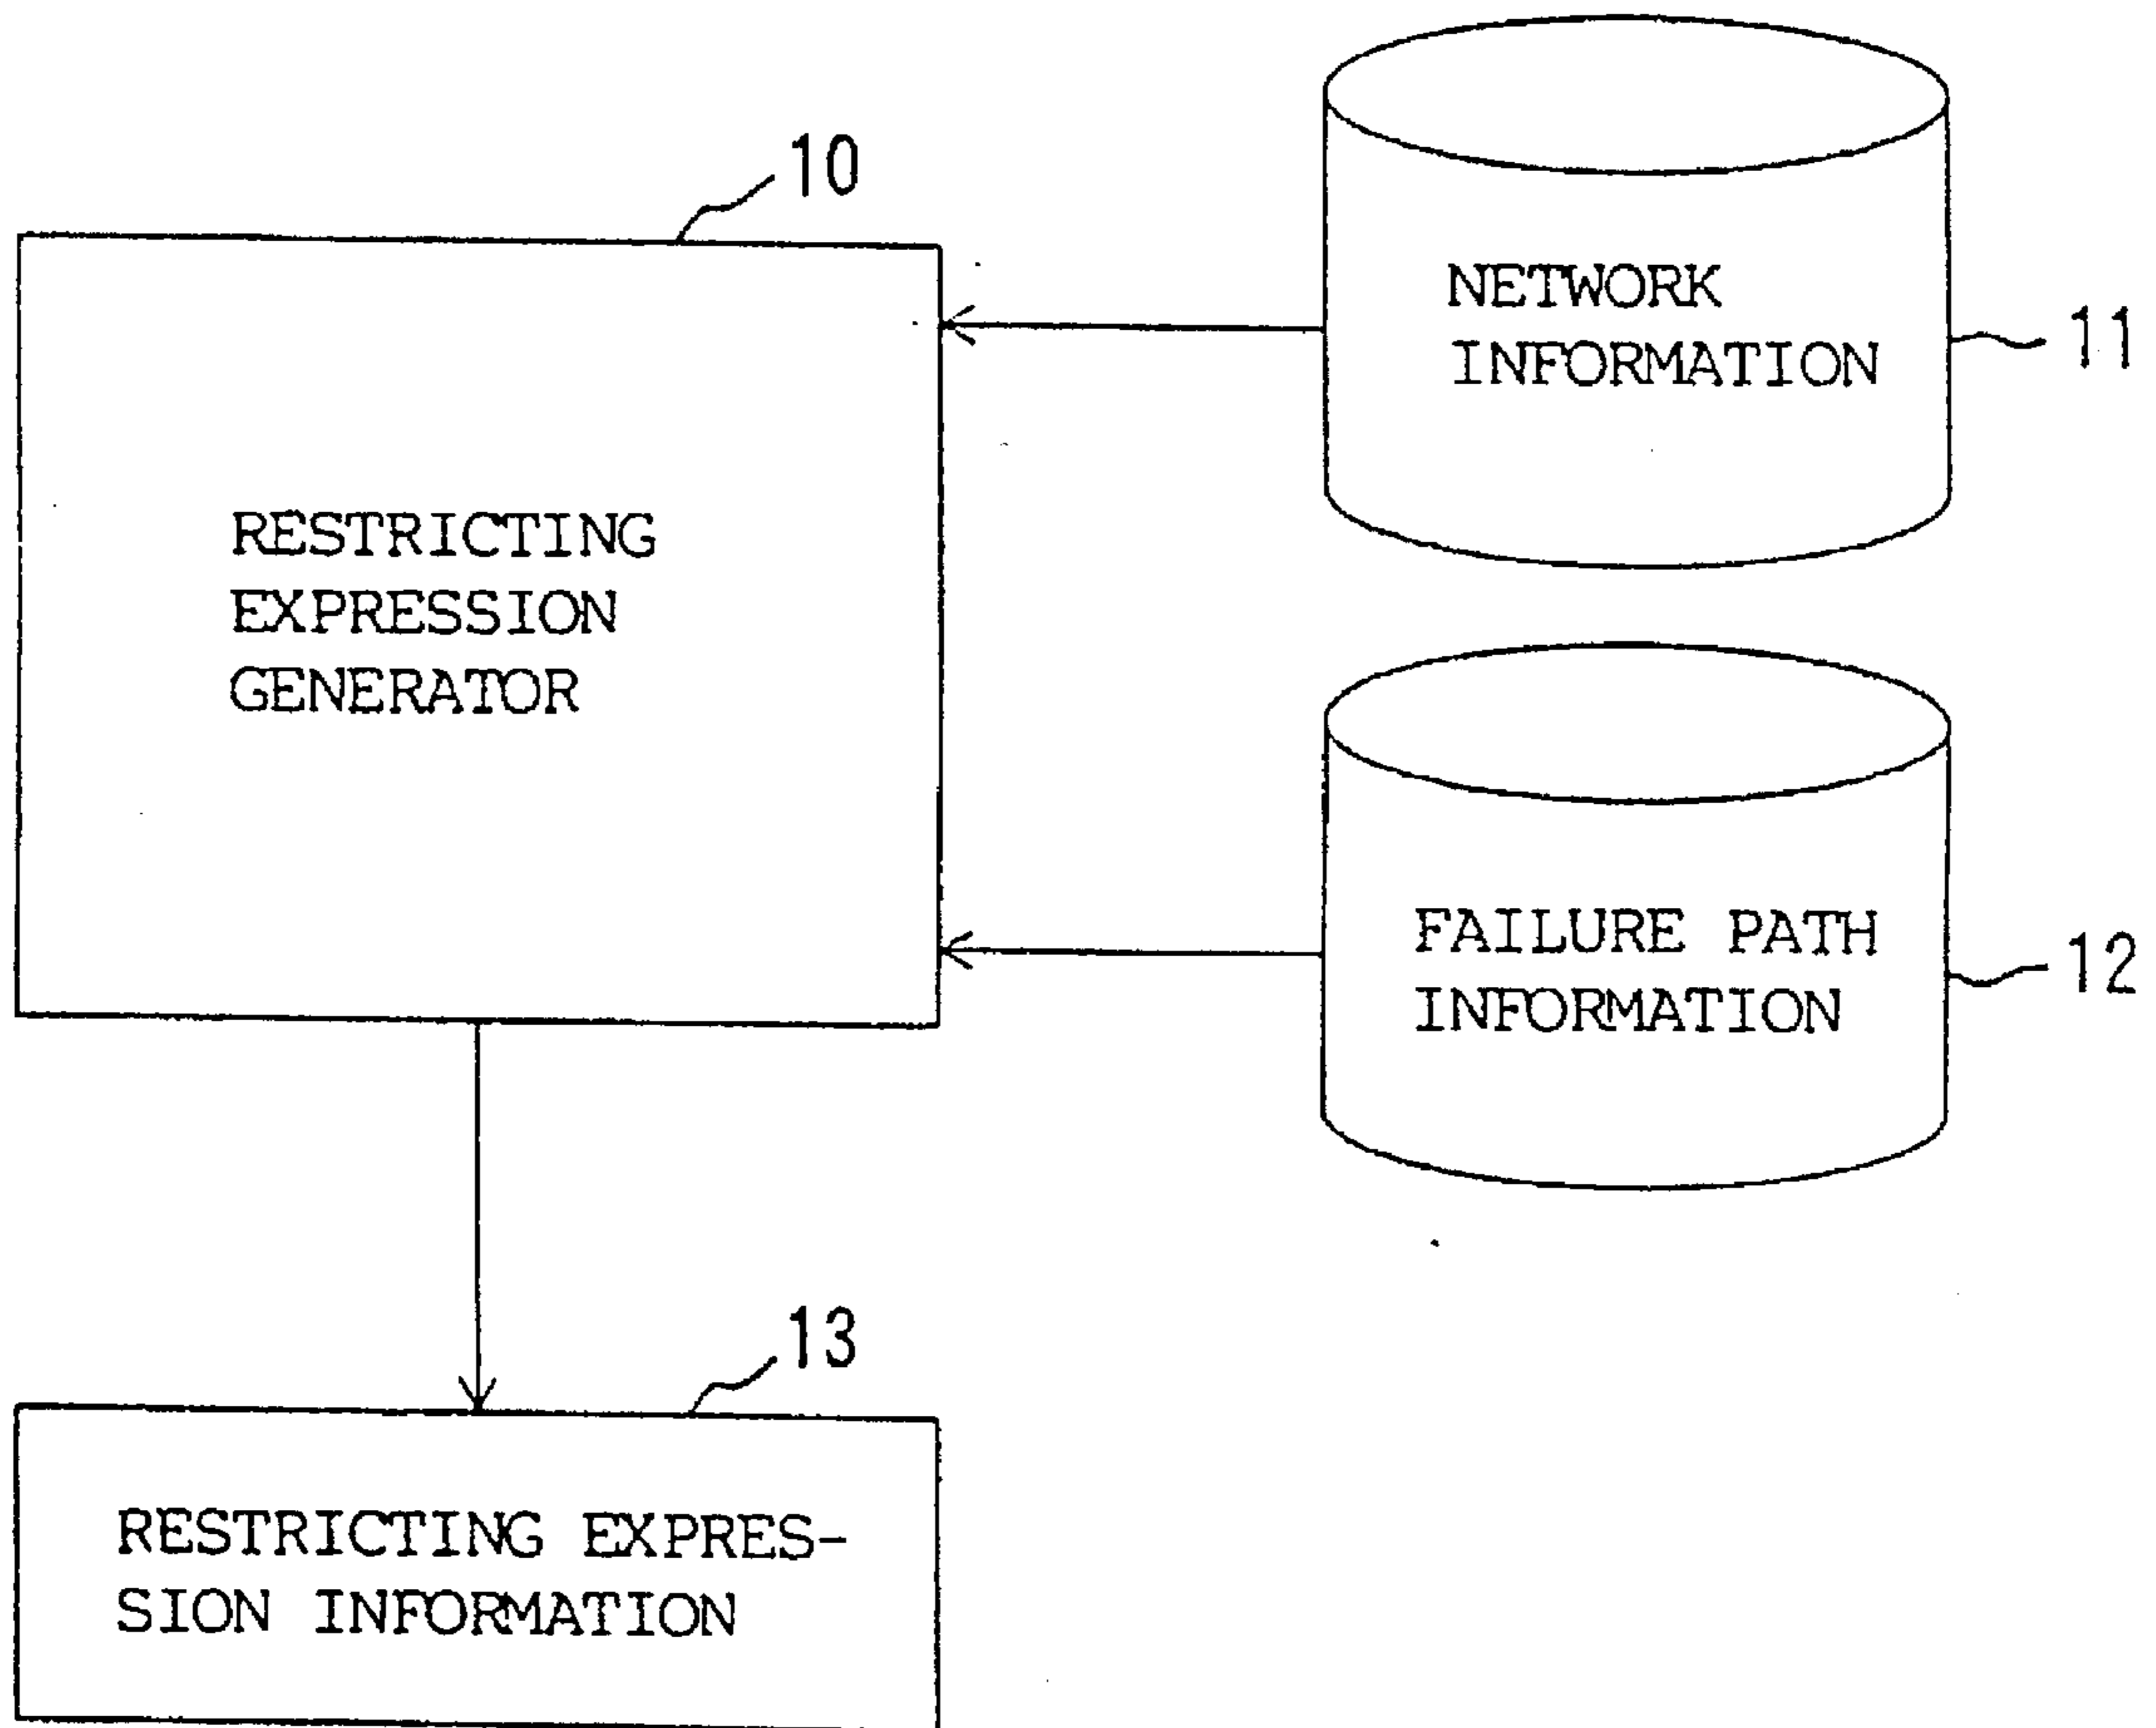 10
NETWORK
INFORMATION
11
RESTRICTING
EXPRESSION
GENERATOR
FAILURE PATH
INFORMATION
12
13
RESTRICTING EXPRES-
SION INFORMATION